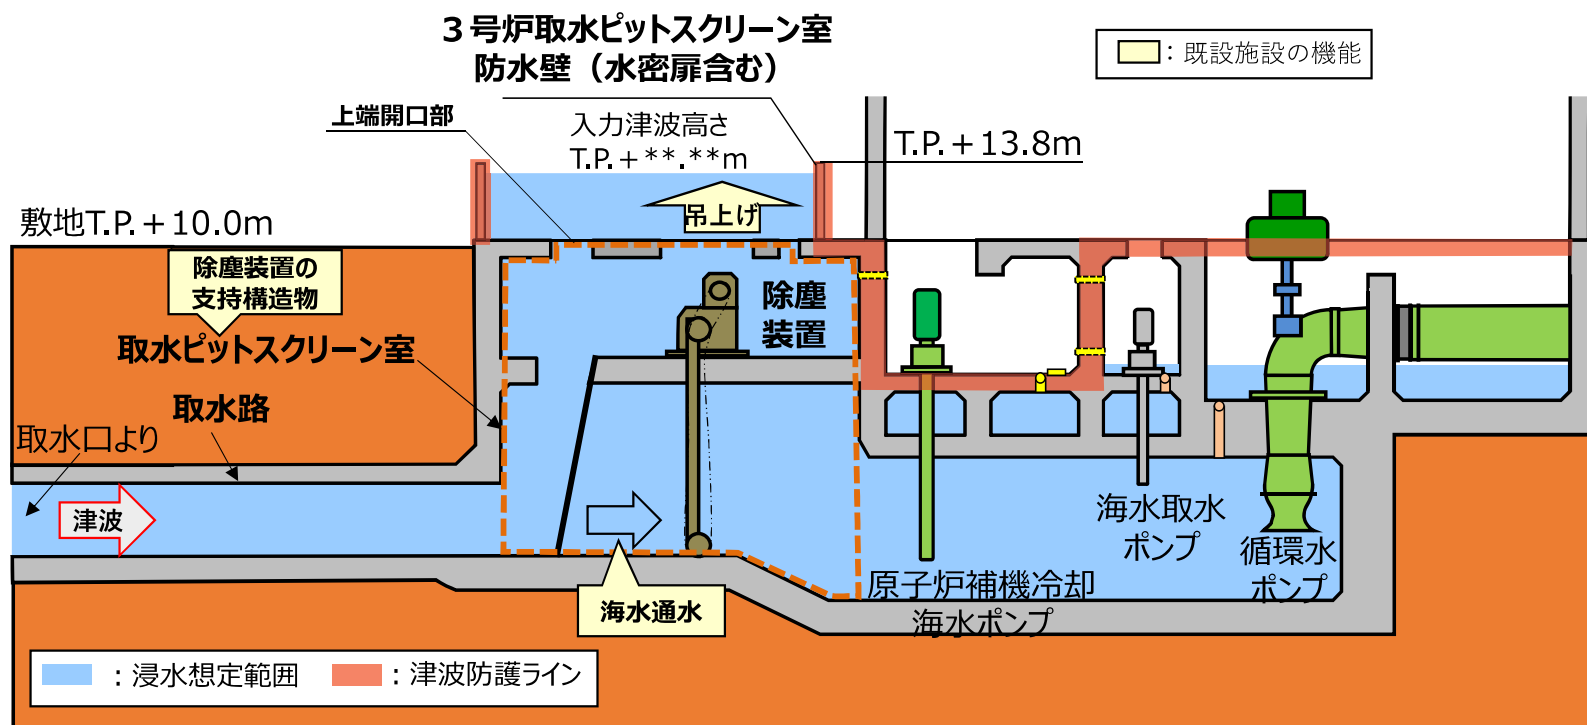 3号炉取水ピットスクリーン室
防水壁（水密扉含む）
：既設施設の機能
上端開口部
入力津波高さ
T.P.+**.**m
T.P.+13.8m
敷地T.P.+10.0m
吊上げ
除塵装置の
支持構造物
除塵
装置
取水ピットスクリーン室
取水路
取水口より
津波
海水取水
ポンプ
循環水
ポンプ
原子炉補機冷却
海水ポンプ
海水通水
：浸水想定範囲
：津波防護ライン